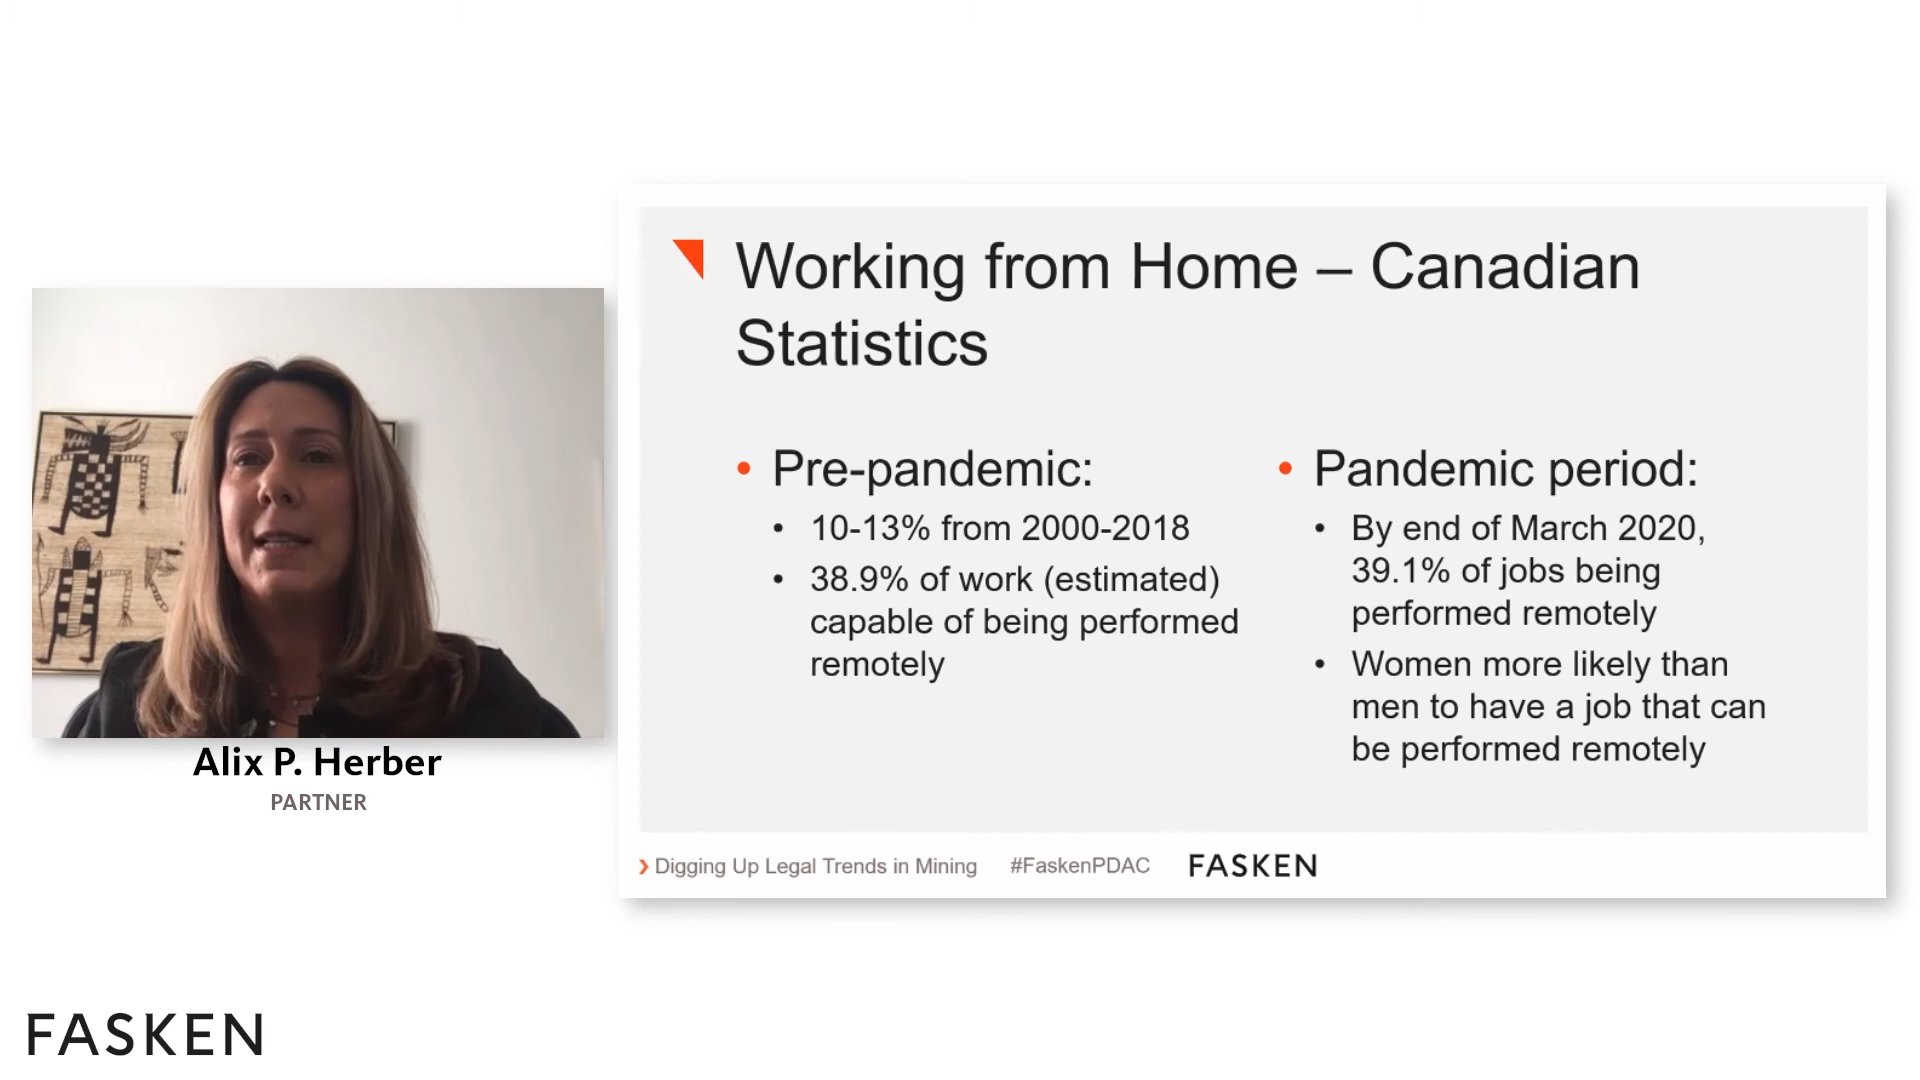 Working from Home – Canadian
Statistics
• Pre-pandemic:
• 10-13% from 2000-2018
• 38.9% of work (estimated)
capable of being performed
remotely
• Pandemic period:
• By end of March 2020,
39.1% of jobs being
performed remotely
• Women more likely than
men to have a job that can
be performed remotely
Digging Up Legal Trends in Mining #FaskenPDAC FASKEN
Alix P. Herber
PARTNER
FASKEN